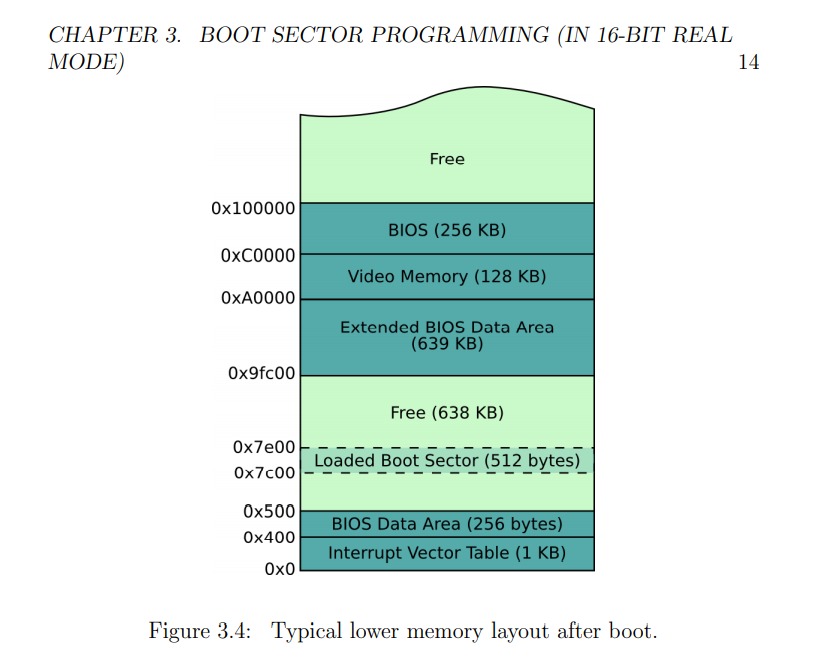 CHAPTER 3. BOOT SECTOR PROGRAMMING (IN 16-BIT REAL
MODE) 14
Free
0x100000
BIOS (256 KB)
0xC0000
Video Memory (128 KB)
0xA0000
Extended BIOS Data Area
(639 KB)
0x9fc00
Free (638 KB)
0x7e00
Loaded Boot Sector (512 bytes)
0x7c00
0x500
BIOS Data Area (256 bytes)
0x400
Interrupt Vector Table (1 KB)
0x0
Figure 3.4: Typical lower memory layout after boot.